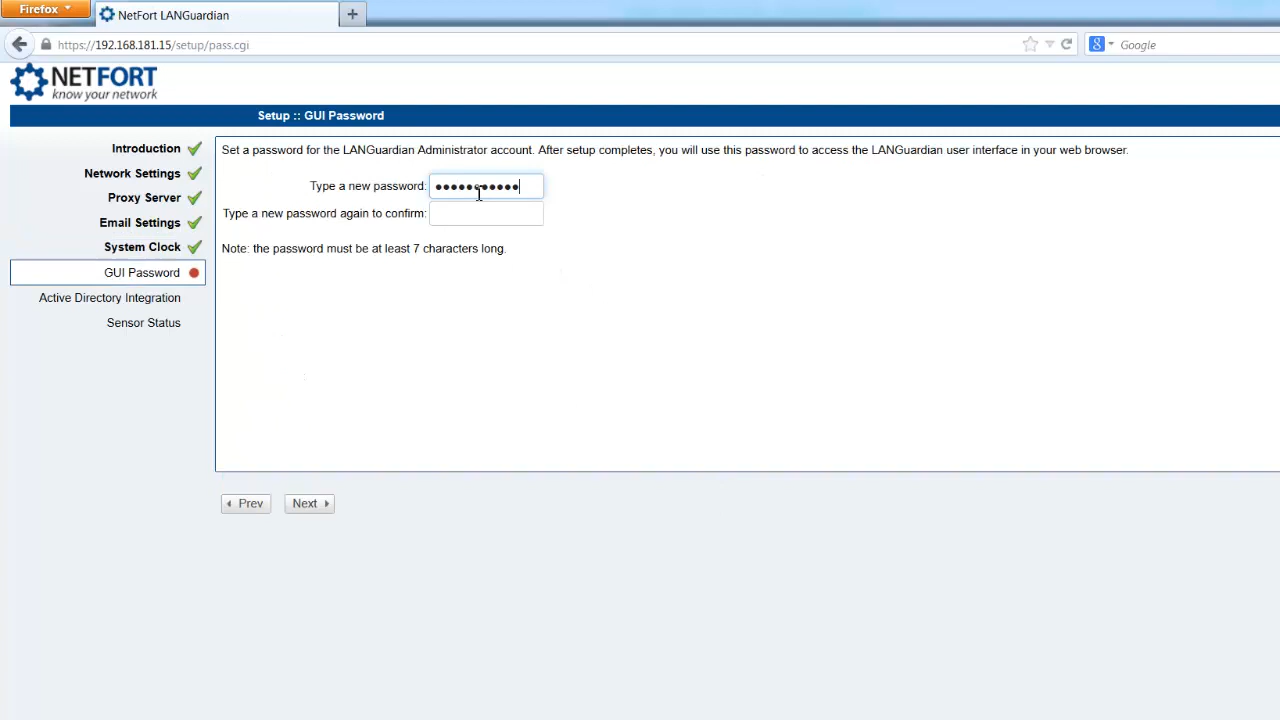 Firefox
NetFort LANGuardian
https://192.168.181.15/setup/pass.cgi
Google
NETFORT
know your network
Setup :: GUI Password
Introduction
Network Settings
Proxy Server
Email Settings
System Clock
GUI Password
Active Directory Integration
Sensor Status
Set a password for the LANGuardian Administrator account. After setup completes, you will use this password to access the LANGuardian user interface in your web browser.
Type a new password: ●●●●●●●●●●●
Type a new password again to confirm:
Note: the password must be at least 7 characters long.
Prev
Next